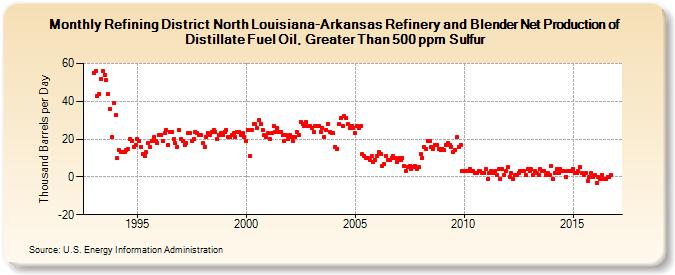 Monthly Refining District North Louisiana-Arkansas Refinery and Blender Net Production of
Distillate Fuel Oil, Greater Than 500 ppm Sulfur
Thousand Barrels per Day
60
40
20
0
-20
1995
2000
2005
2010
2015
Source: U.S. Energy Information Administration